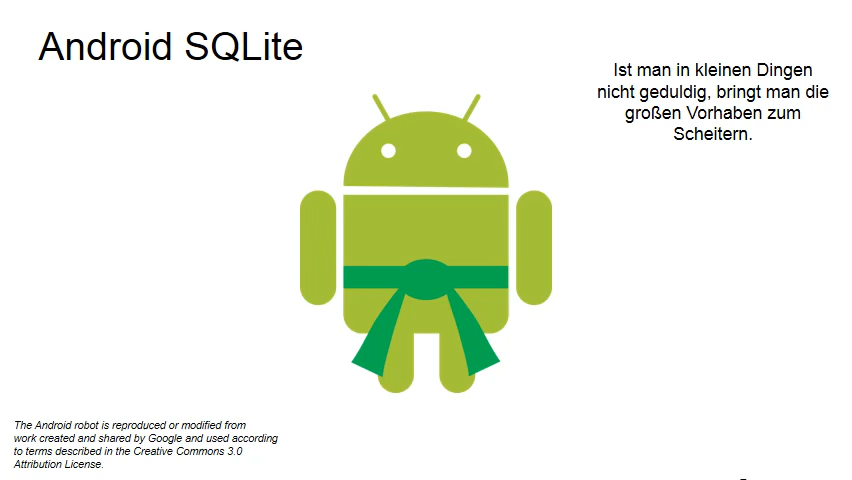 Android SQLite
Ist man in kleinen Dingen
nicht geduldig, bringt man die
großen Vorhaben zum
Scheitern.
The Android robot is reproduced or modified from
work created and shared by Google and used according
to terms described in the Creative Commons 3.0
Attribution License.